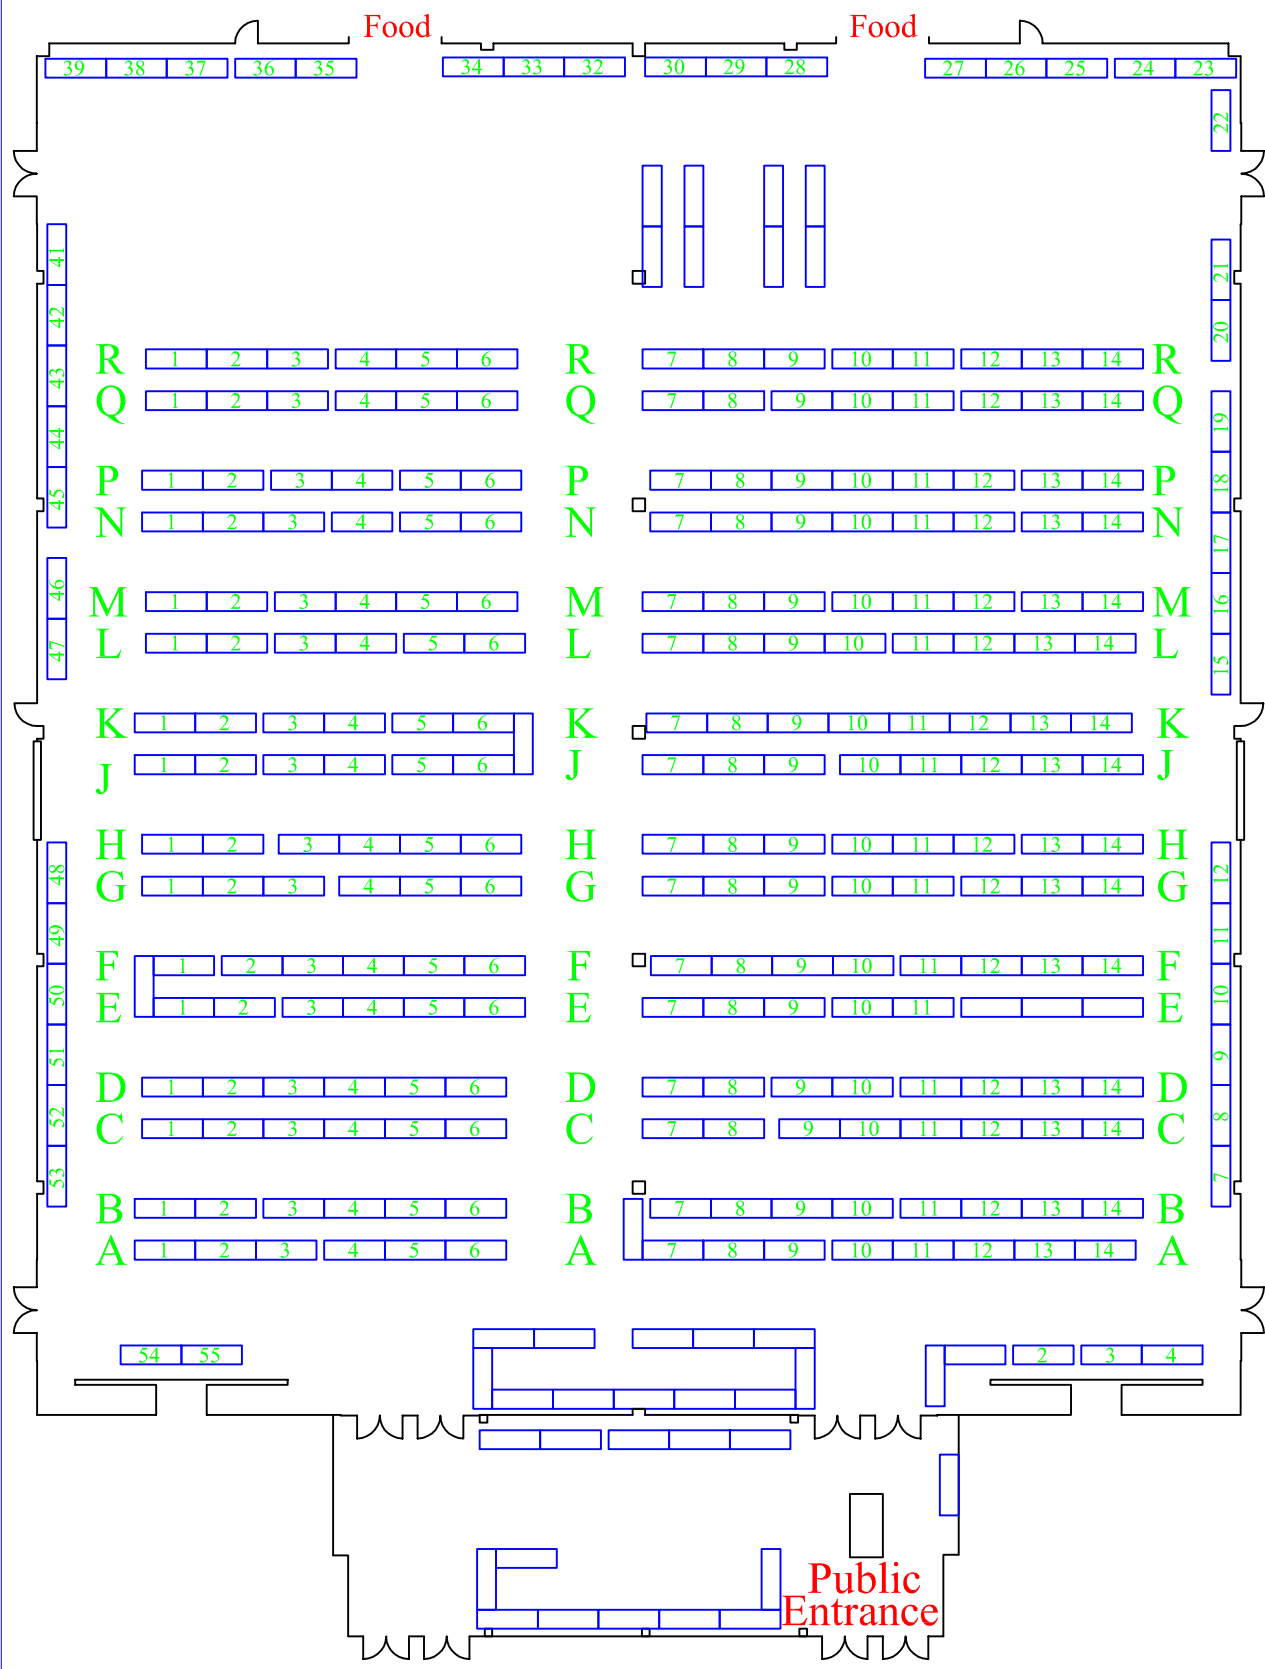 Food Food
39 38 37 36 35 34 33 32 30 29 28 27 26 25 24 23
22
41
21
42
20
R 1 2 3 4 5 6 R 7 8 9 10 11 12 13 14 R
43
Q 1 2 3 4 5 6 Q 7 8 9 10 11 12 13 14 Q
19
44
P 1 2 3 4 5 6 P 7 8 9 10 11 12 13 14 P
18
45
N 1 2 3 4 5 6 N 7 8 9 10 11 12 13 14 N
17
46
M 1 2 3 4 5 6 M 7 8 9 10 11 12 13 14 M
16
L 1 2 3 4 5 6 L 7 8 9 10 11 12 13 14 L
47
15
K 1 2 3 4 5 6 K 7 8 9 10 11 12 13 14 K
J 1 2 3 4 5 6 J 7 8 9 10 11 12 13 14 J
H 1 2 3 4 5 6 H 7 8 9 10 11 12 13 14 H
48
12
G 1 2 3 4 5 6 G 7 8 9 10 11 12 13 14 G
49
11
F 1 2 3 4 5 6 F 7 8 9 10 11 12 13 14 F
50
10
E 1 2 3 4 5 6 E 7 8 9 10 11 E
51
9
D 1 2 3 4 5 6 D 7 8 9 10 11 12 13 14 D
52
8
C 1 2 3 4 5 6 C 7 8 9 10 11 12 13 14 C
53
7
B 1 2 3 4 5 6 B 7 8 9 10 11 12 13 14 B
A 1 2 3 4 5 6 A 7 8 9 10 11 12 13 14 A
54 55 2 3 4
Public
Entrance